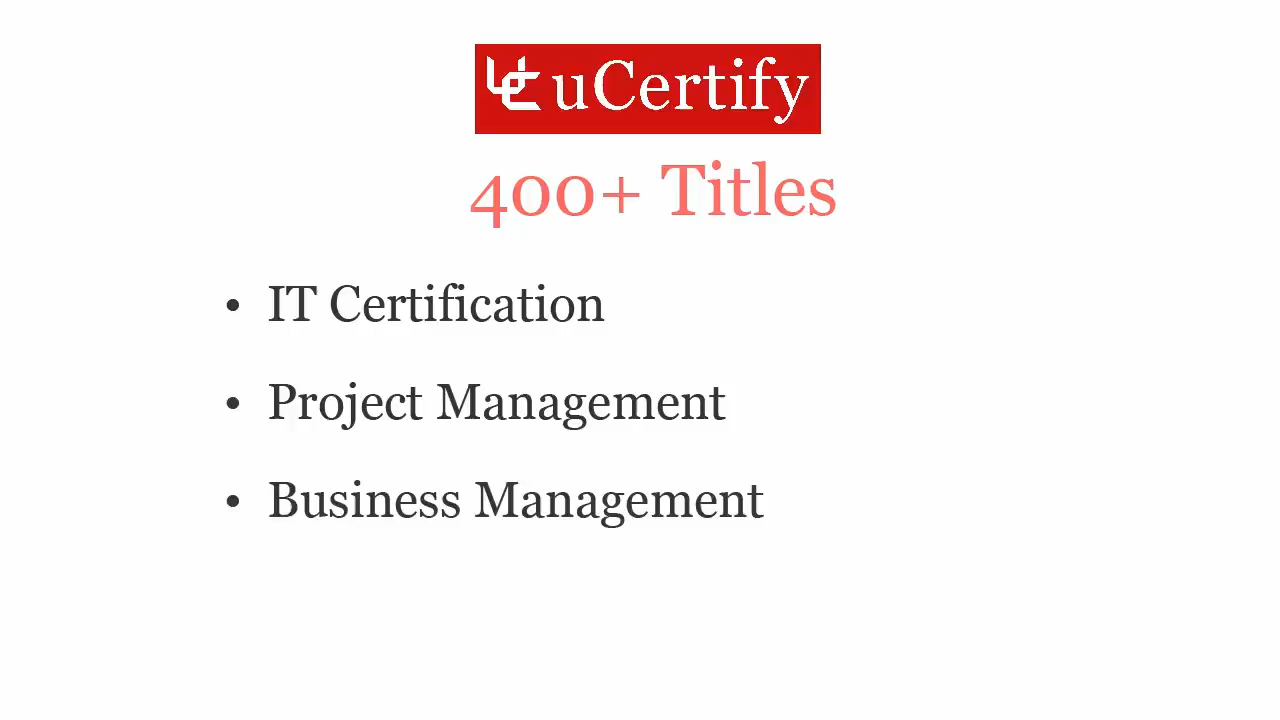 uCertify
400+ Titles
• IT Certification
• Project Management
• Business Management